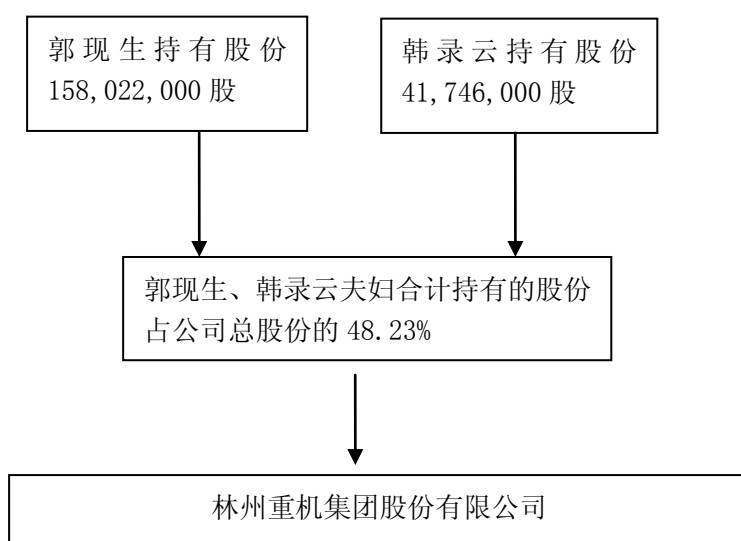 郭现生持有股份
158,022,000 股
韩录云持有股份
41,746,000 股
郭现生、韩录云夫妇合计持有的股份
占公司总股份的 48.23%
林州重机集团股份有限公司